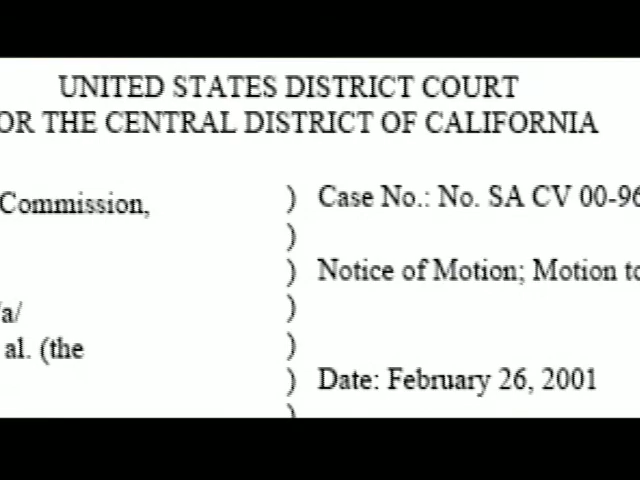 UNITED STATES DISTRICT COURT
OR THE CENTRAL DISTRICT OF CALIFORNIA
Commission, ) Case No.: No. SA CV 00-96
)
) Notice of Motion; Motion to
/a/ )
al. (the )
) Date: February 26, 2001
)